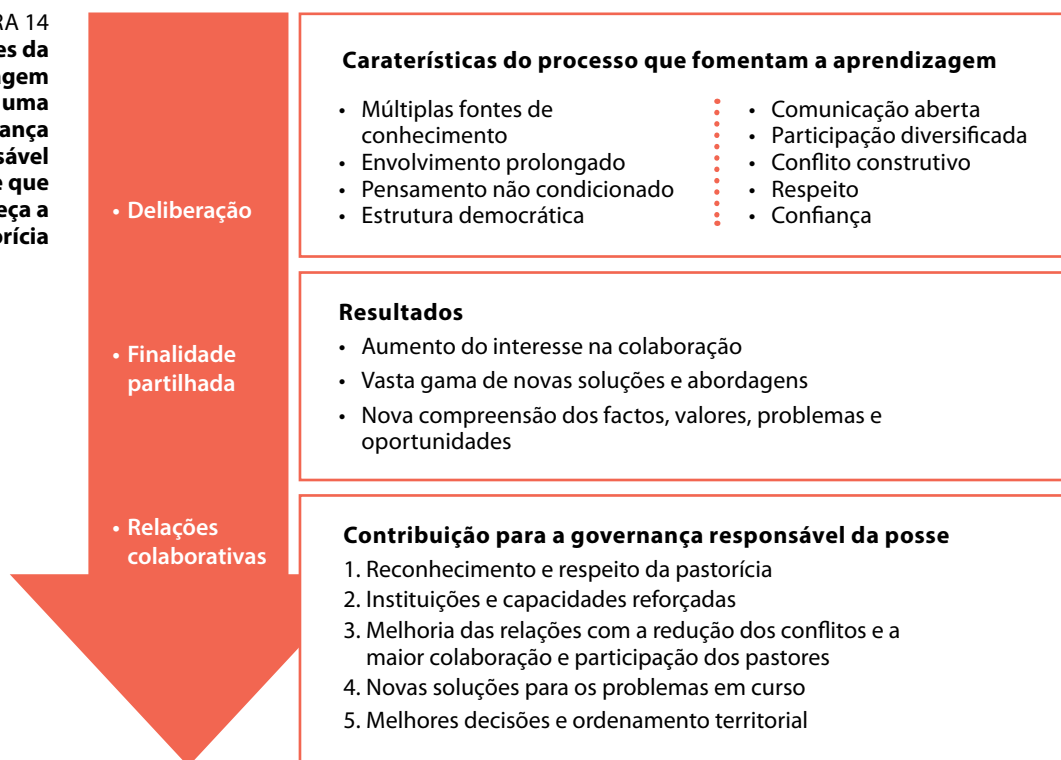 RA 14
es da
gem
uma
ança
sável
e que
eça a
rícia
• Deliberação
• Finalidade
partilhada
• Relações
colaborativas
Caraterísticas do processo que fomentam a aprendizagem
• Múltiplas fontes de
conhecimento
• Envolvimento prolongado
• Pensamento não condicionado
• Estrutura democrática
• Comunicação aberta
• Participação diversificada
• Conflito construtivo
• Respeito
• Confiança
Resultados
• Aumento do interesse na colaboração
• Vasta gama de novas soluções e abordagens
• Nova compreensão dos factos, valores, problemas e
oportunidades
Contribuição para a governança responsável da posse
1. Reconhecimento e respeito da pastorícia
2. Instituições e capacidades reforçadas
3. Melhoria das relações com a redução dos conflitos e a
maior colaboração e participação dos pastores
4. Novas soluções para os problemas em curso
5. Melhores decisões e ordenamento territorial